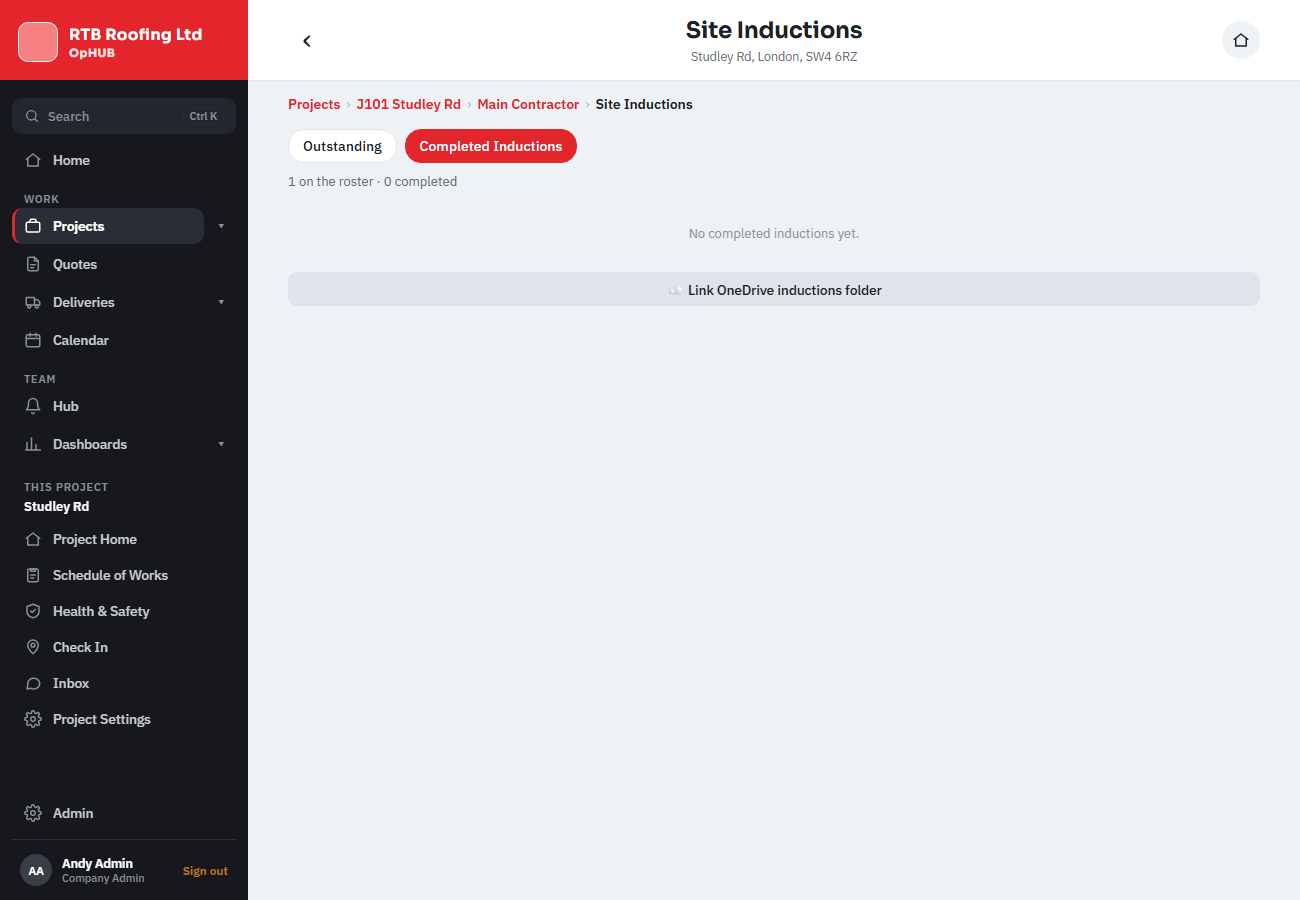 RTB Roofing Ltd
OpHUB
Search
Ctrl K
Home
WORK
Projects
Quotes
Deliveries
Calendar
TEAM
Hub
Dashboards
THIS PROJECT
Studley Rd
Project Home
Schedule of Works
Health & Safety
Check In
Inbox
Project Settings
Admin
AA
Andy Admin
Company Admin
Sign out
Site Inductions
Studley Rd, London, SW4 6RZ
Projects › J101 Studley Rd › Main Contractor › Site Inductions
Outstanding
Completed Inductions
1 on the roster · 0 completed
No completed inductions yet.
Link OneDrive inductions folder